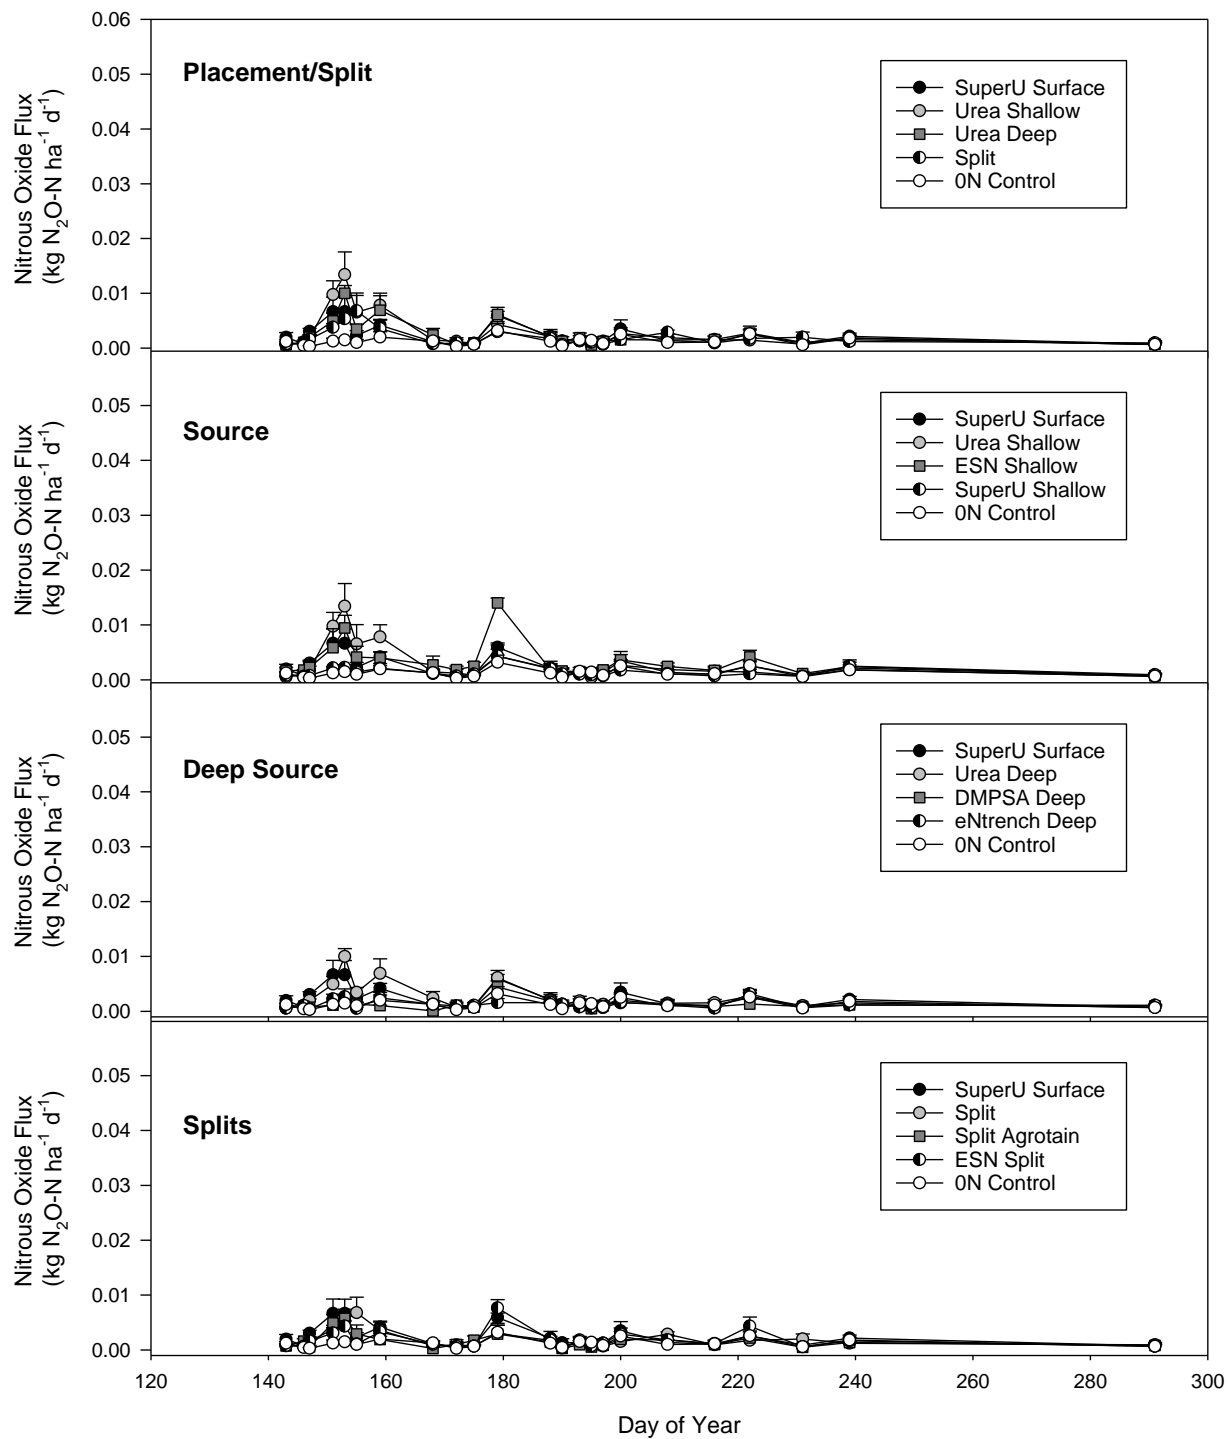 0.06
0.05
0.04
0.03
0.02
0.01
0.00
Nitrous Oxide Flux
(kg N2O-N ha-1 d-1)
Placement/Split
SuperU Surface
Urea Shallow
Urea Deep
Split
0N Control
0.05
0.04
0.03
0.02
0.01
0.00
Nitrous Oxide Flux
(kg N2O-N ha-1 d-1)
Source
SuperU Surface
Urea Shallow
ESN Shallow
SuperU Shallow
0N Control
0.05
0.04
0.03
0.02
0.01
0.00
Nitrous Oxide Flux
(kg N2O-N ha-1 d-1)
Deep Source
SuperU Surface
Urea Deep
DMPSA Deep
eNtrench Deep
0N Control
0.05
0.04
0.03
0.02
0.01
0.00
Nitrous Oxide Flux
(kg N2O-N ha-1 d-1)
Splits
SuperU Surface
Split
Split Agrotain
ESN Split
0N Control
120 140 160 180 200 220 240 260 280 300
Day of Year